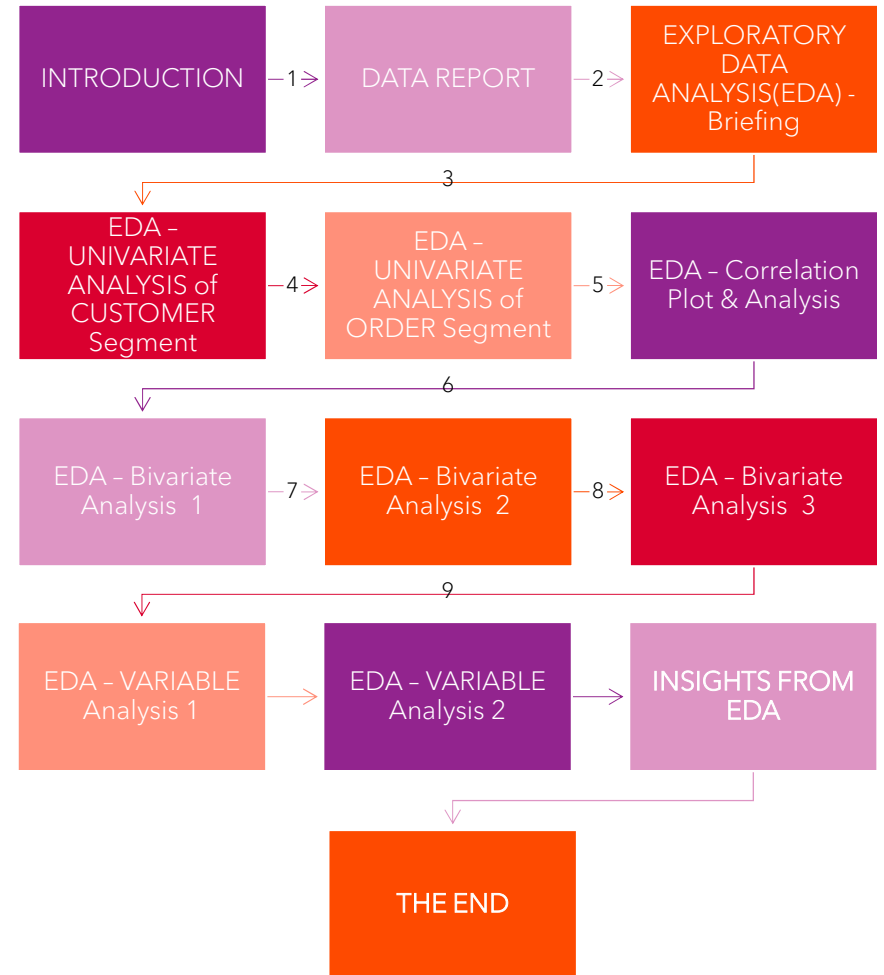 INTRODUCTION
1
DATA REPORT
2
EXPLORATORY
DATA
ANALYSIS(EDA) -
Briefing
3
EDA –
UNIVARIATE
ANALYSIS of
CUSTOMER
Segment
4
EDA –
UNIVARIATE
ANALYSIS of
ORDER Segment
5
EDA – Correlation
Plot & Analysis
6
EDA – Bivariate
Analysis 1
7
EDA – Bivariate
Analysis 2
8
EDA – Bivariate
Analysis 3
9
EDA – VARIABLE
Analysis 1
EDA – VARIABLE
Analysis 2
INSIGHTS FROM
EDA
THE END